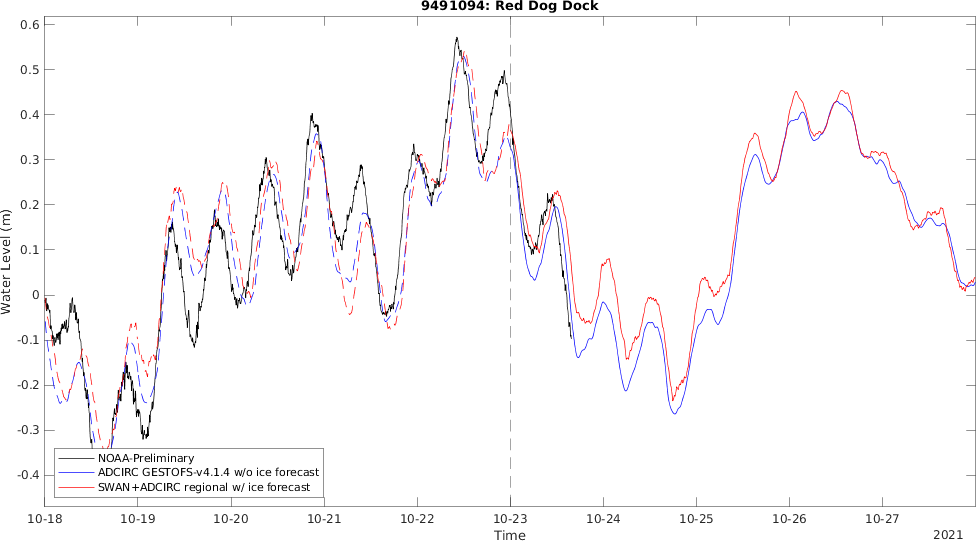 9491094: Red Dog Dock
0.6
0.5
0.4
0.3
0.2
0.1
0
-0.1
-0.2
-0.3
-0.4
Water Level (m)
NOAA-Preliminary
ADCIRC GESTOFS-v4.1.4 w/o ice forecast
SWAN+ADCIRC regional w/ ice forecast
10-18 10-19 10-20 10-21 10-22 10-23 10-24 10-25 10-26 10-27
Time
2021